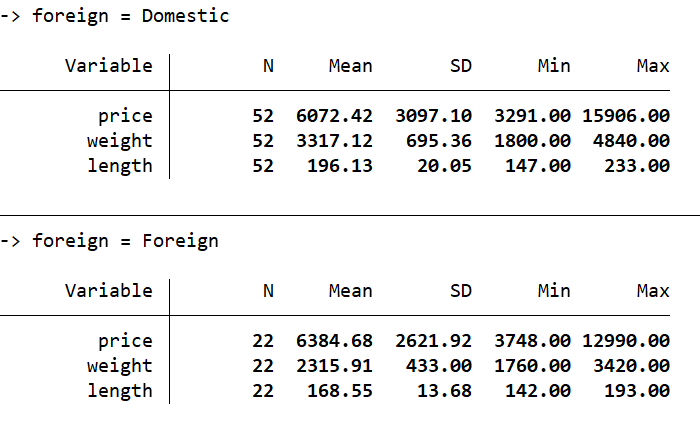 -> foreign = Domestic
Variable N Mean SD Min Max
price 52 6072.42 3097.10 3291.00 15906.00
weight 52 3317.12 695.36 1800.00 4840.00
length 52 196.13 20.05 147.00 233.00
-> foreign = Foreign
Variable N Mean SD Min Max
price 22 6384.68 2621.92 3748.00 12990.00
weight 22 2315.91 433.00 1760.00 3420.00
length 22 168.55 13.68 142.00 193.00